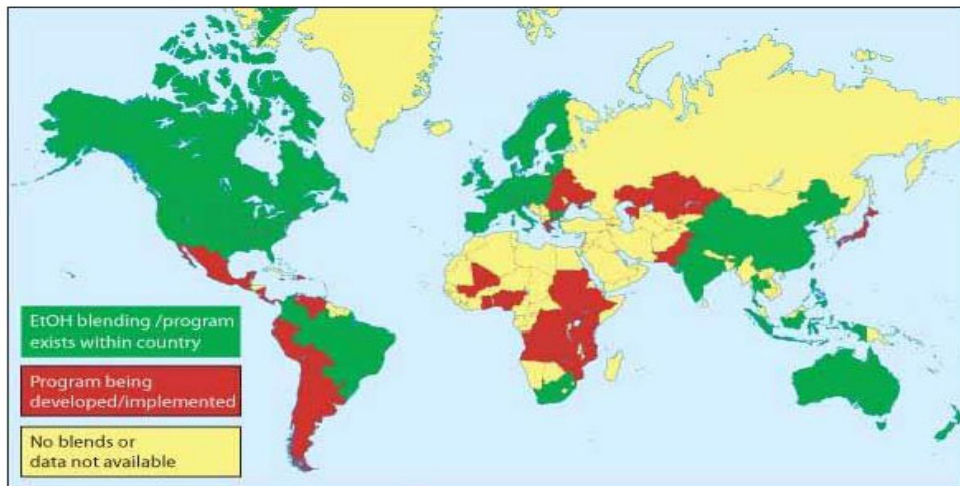 EtOH blending /program
exists within country
Program being
developed/implemented
No blends or
data not available